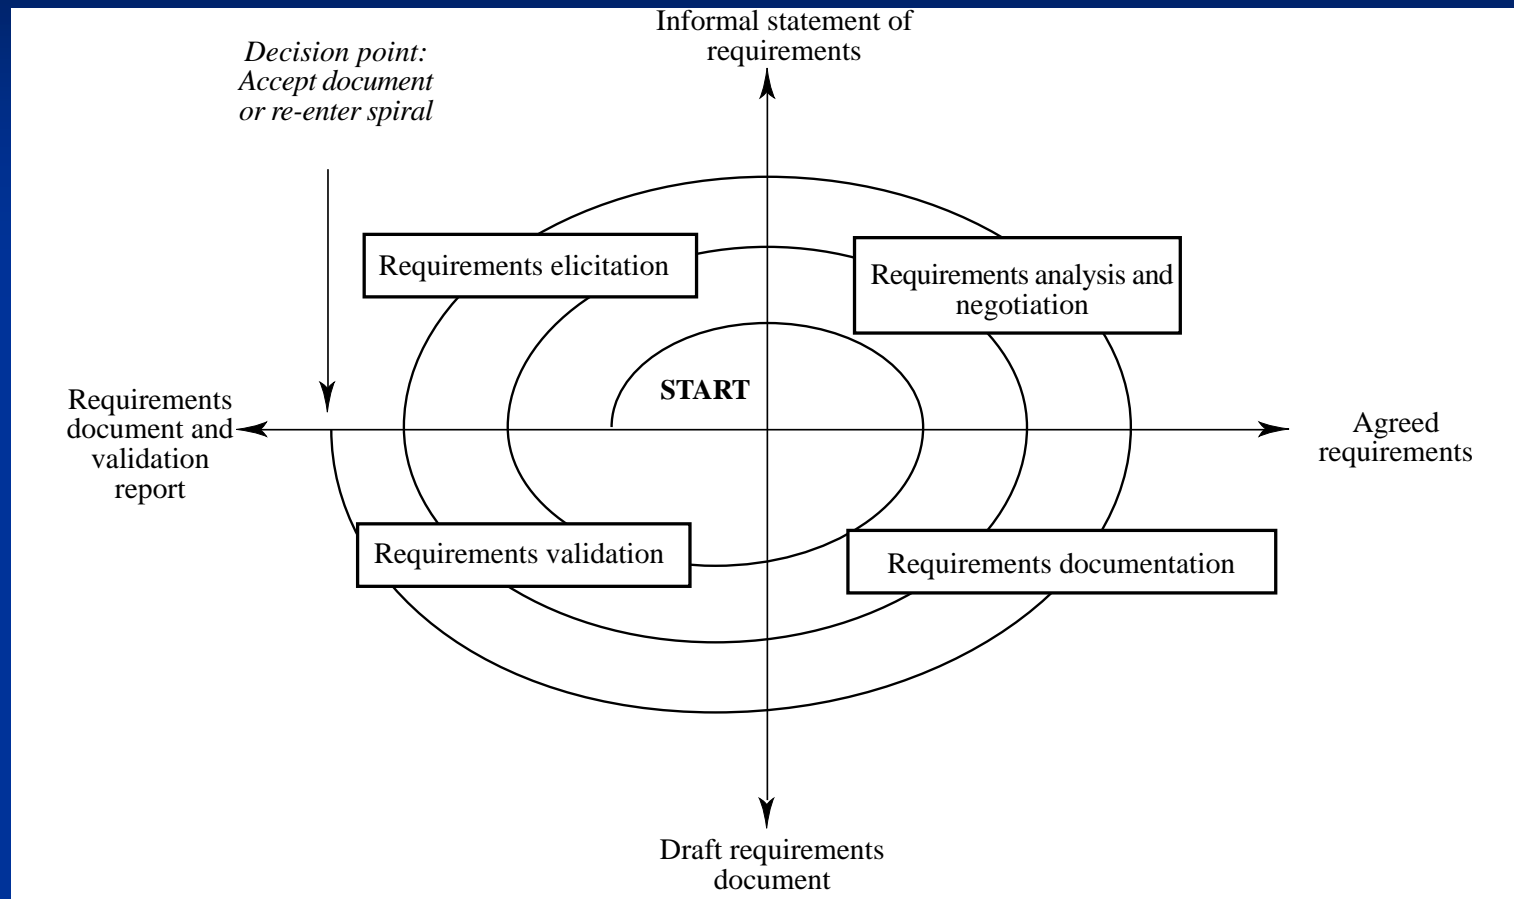 Informal statement of
requirements
Decision point:
Accept document
or re-enter spiral
Requirements elicitation
Requirements analysis and
negotiation
START
Requirements
document and
validation
report
Agreed
requirements
Requirements validation
Requirements documentation
Draft requirements
document